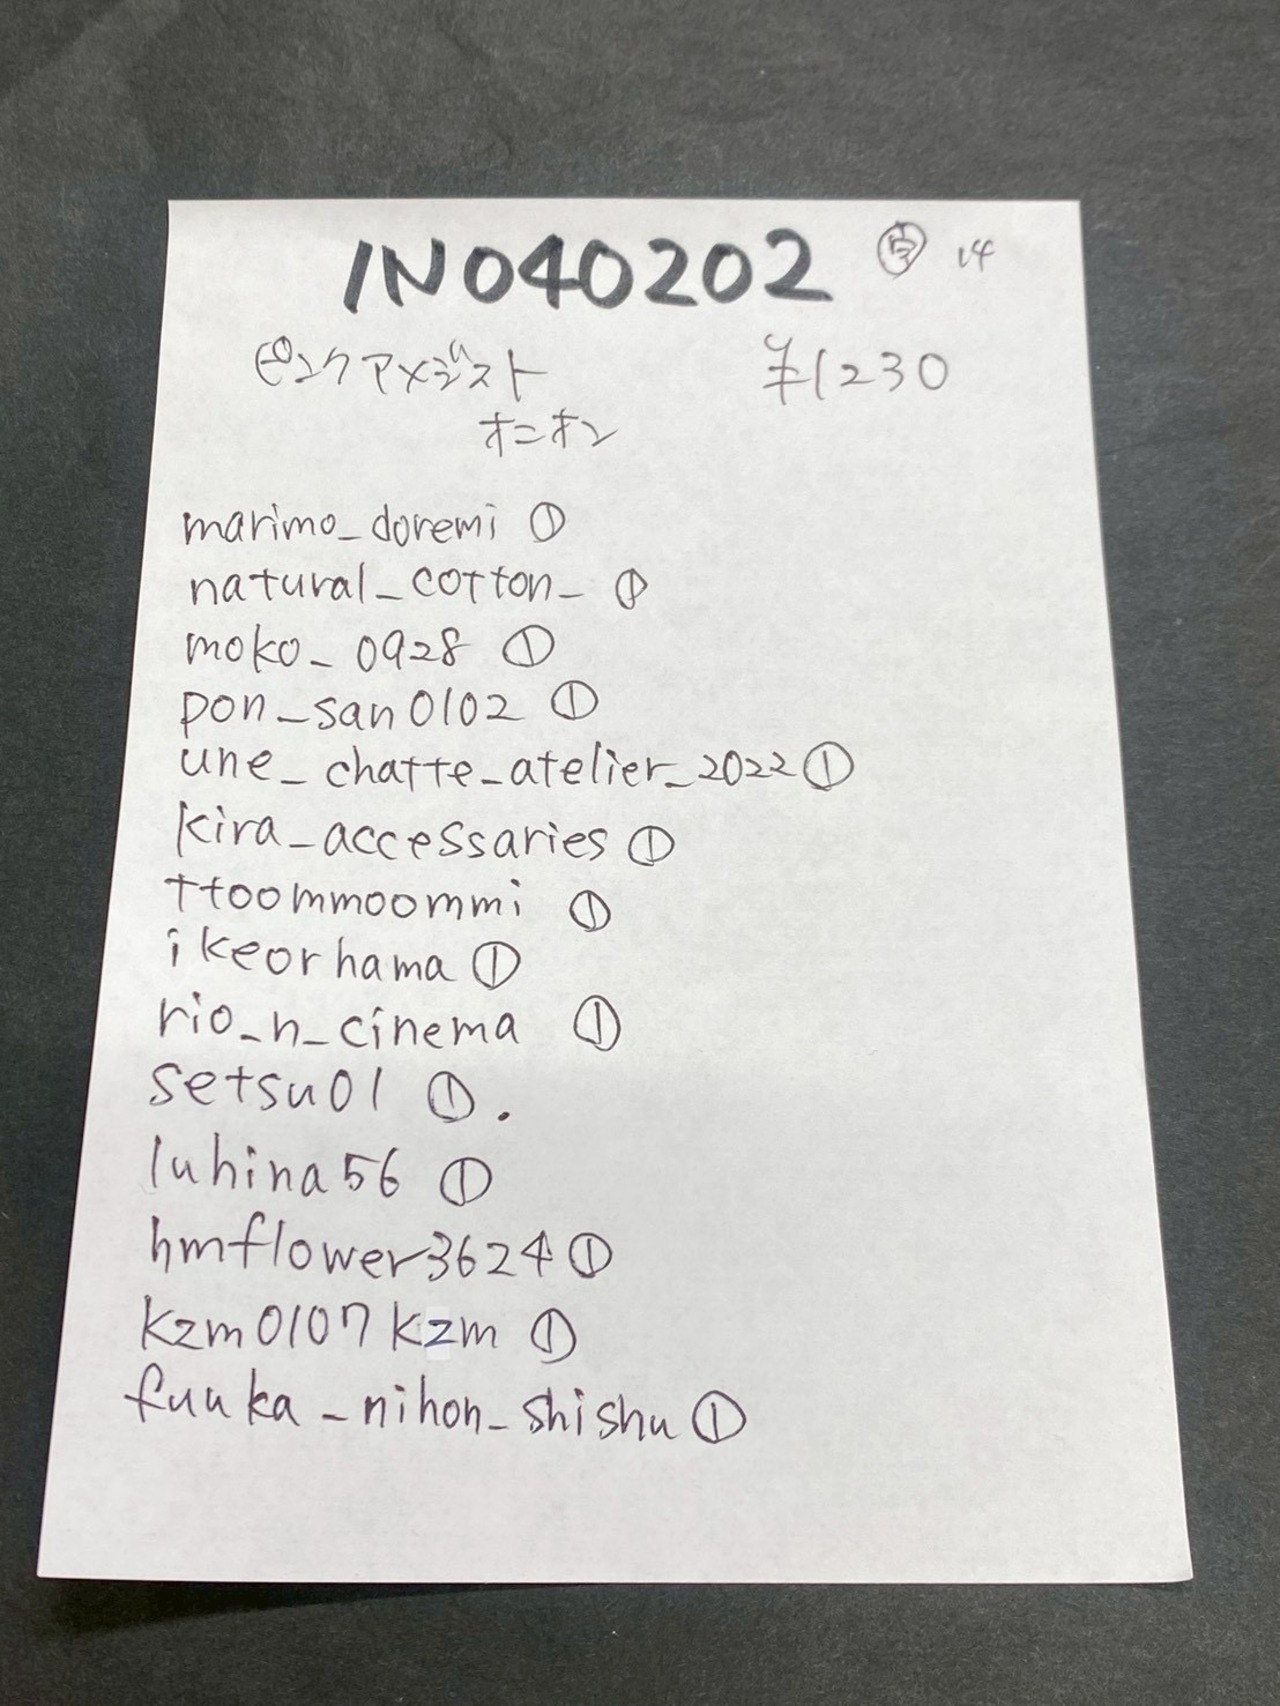 IN040202 14
ピンクアメジスト ¥1230
オニオン
marimo_doremi ①
natural_cotton_ ①
moko_0928 ①
pon_san0102 ①
une_chatte_atelier_2022 ①
kira_accessaries ①
ttoommoommi ①
ikeorhama ①
rio_n_cinema ①
setsu01 ①.
luhina56 ①
hmflower3624 ①
kzm0107kzm ①
fuuka_nihon_shishu ①